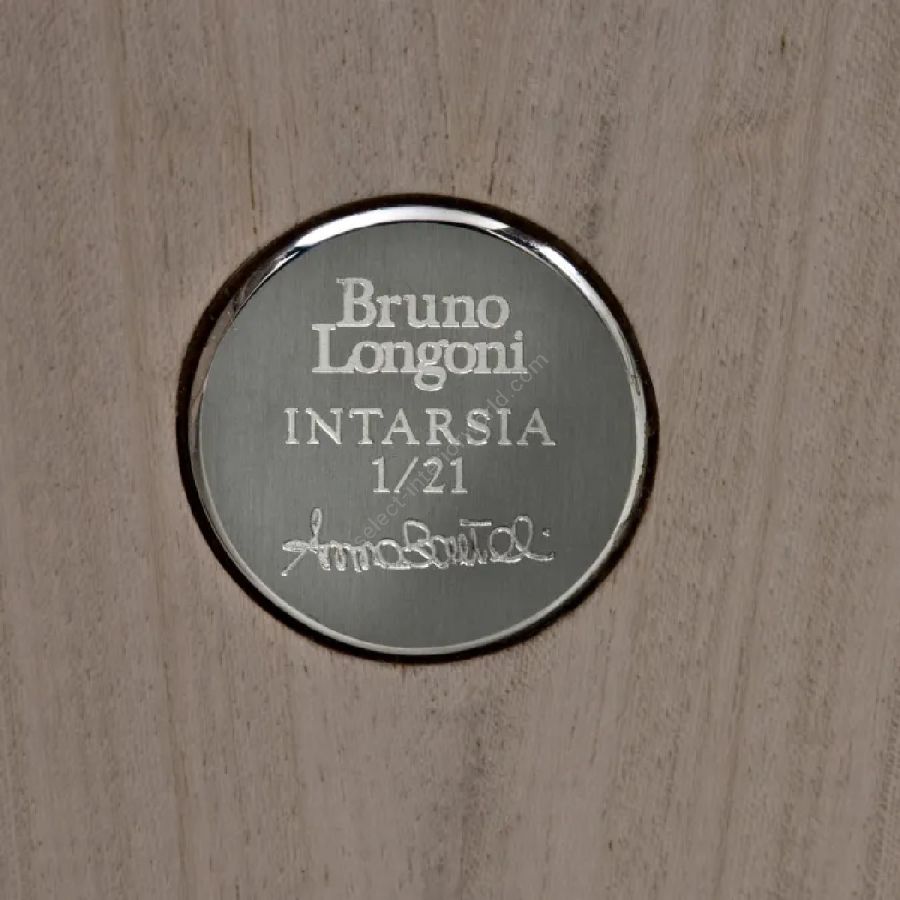 Bruno
Longoni
INTARSIA
1/21